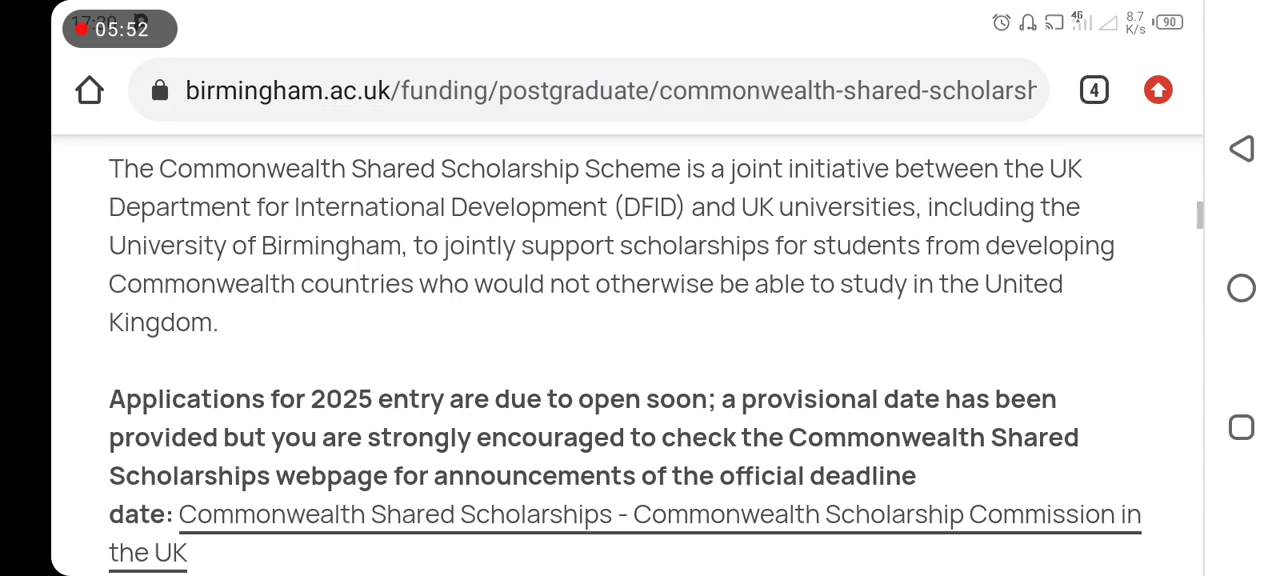 05:52
4G
8.7
K/s
90
birmingham.ac.uk/funding/postgraduate/commonwealth-shared-scholarsh
4
The Commonwealth Shared Scholarship Scheme is a joint initiative between the UK
Department for International Development (DFID) and UK universities, including the
University of Birmingham, to jointly support scholarships for students from developing
Commonwealth countries who would not otherwise be able to study in the United
Kingdom.
Applications for 2025 entry are due to open soon; a provisional date has been
provided but you are strongly encouraged to check the Commonwealth Shared
Scholarships webpage for announcements of the official deadline
date: Commonwealth Shared Scholarships - Commonwealth Scholarship Commission in
the UK